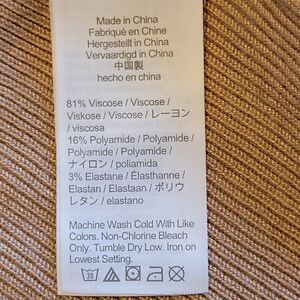 Made in China
Fabriqué en Chine
Hergestellt in China
Vervaardigd in China
中国製
hecho en china
81% Viscose / Viscose /
Viskose / Viscose / レーヨン
/ viscosa
16% Polyamide / Polyamide /
Polyamide / Polyamide /
ナイロン / poliamida
3% Elastane / Élasthanne /
Elastan / Elastaan / ポリウ
レタン / elastano
Machine Wash Cold With Like
Colors. Non-Chlorine Bleach
Only. Tumble Dry Low. Iron on
Lowest Setting.
30